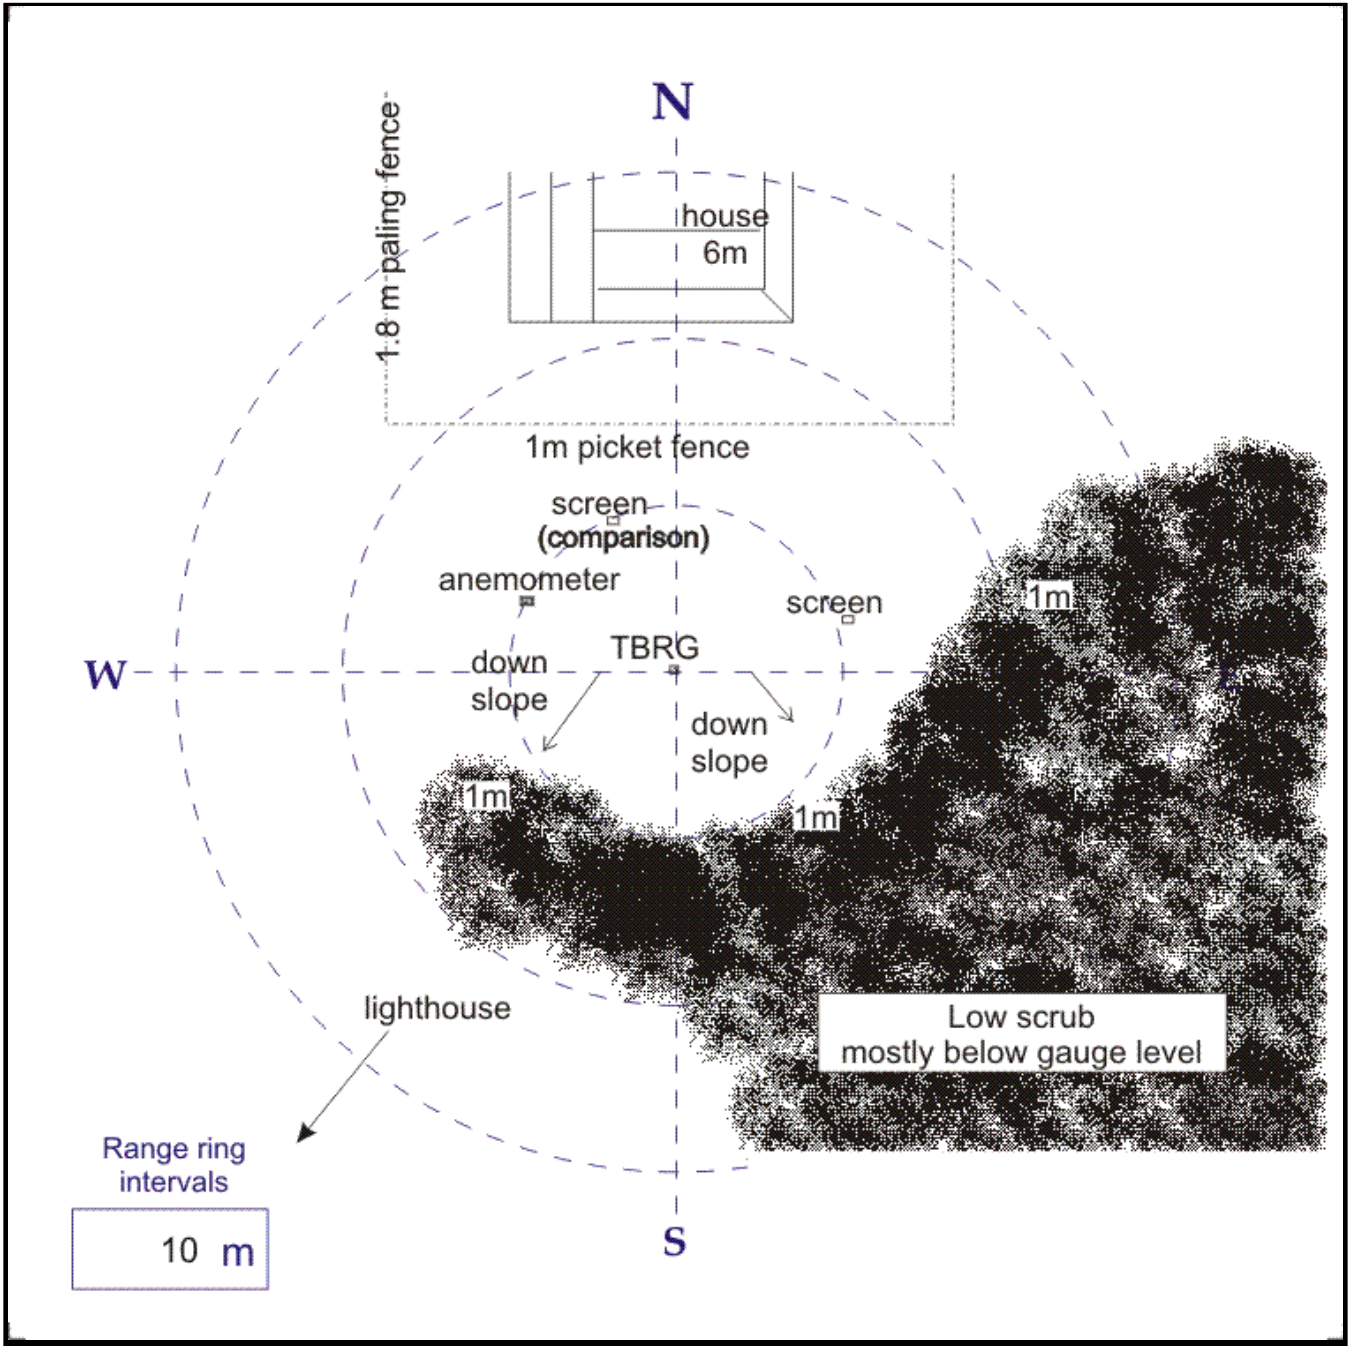 N
1.8 m paling fence
house
6m
1m picket fence
screen
(comparison)
anemometer
screen
1m
TBRG
W
down
slope
E
down
slope
1m
1m
lighthouse
Low scrub
mostly below gauge level
Range ring
intervals
10 m
S